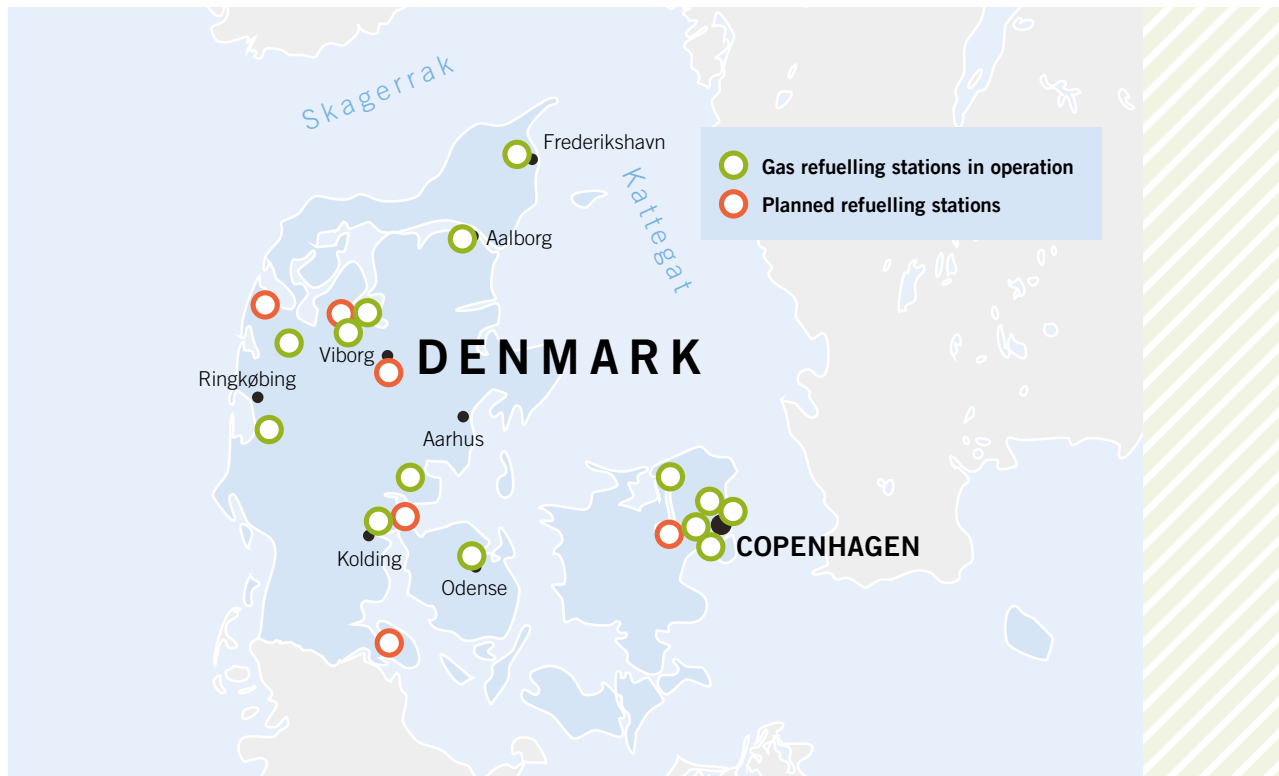 Skagerrak
Frederikshavn
Kattegat
Gas refuelling stations in operation
Planned refuelling stations
Aalborg
Viborg
DENMARK
Ringkøbing
Aarhus
COPENHAGEN
Kolding
Odense